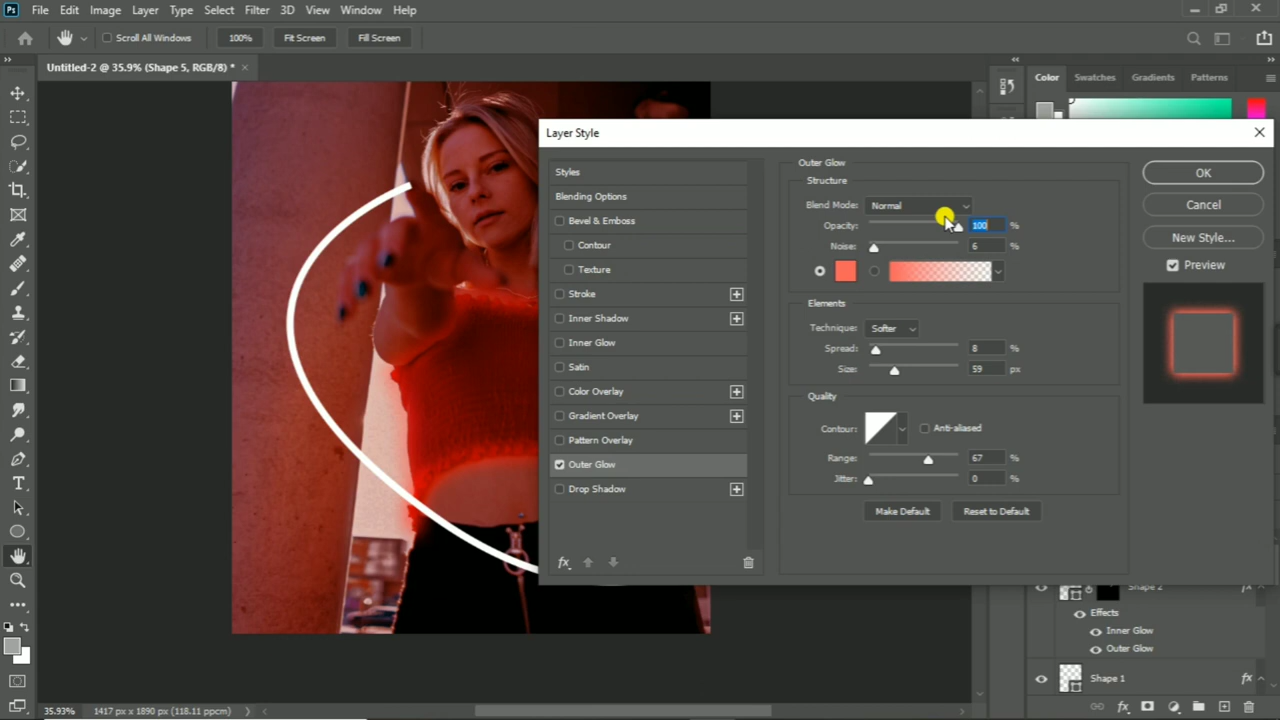 Ps File Edit Image Layer Type Select Filter 3D View Window Help
Scroll All Windows 100% Fit Screen Fill Screen
Untitled-2 @ 35.9% (Shape 5, RGB/8) * ×
Color Swatches Gradients Patterns
Layer Style
Styles
Blending Options
Bevel & Emboss
Contour
Texture
Stroke
Inner Shadow
Inner Glow
Satin
Color Overlay
Gradient Overlay
Pattern Overlay
Outer Glow
Drop Shadow
fx
Outer Glow
Structure
Blend Mode: Normal
Opacity: 100 %
Noise: 6 %
Elements
Technique: Softer
Spread: 8 %
Size: 59 px
Quality
Contour: Anti-aliased
Range: 67 %
Jitter: 0 %
Make Default Reset to Default
OK
Cancel
New Style...
Preview
Shape 2 fx
Effects
Inner Glow
Outer Glow
Shape 1 fx
fx
35.93% 1417 px x 1890 px (118.11 ppcm)